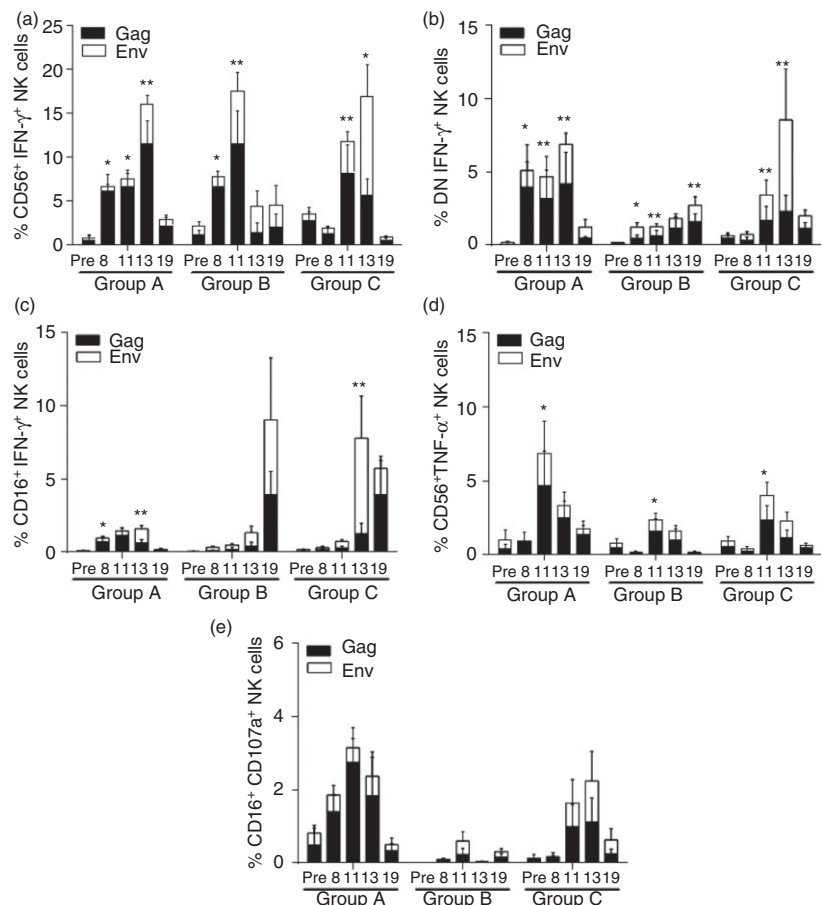 (a)
Gag
Env
% CD56+ IFN-γ+ NK cells
25
20
15
10
5
0
* * ** * ** ** *
Pre 8 11 13 19 Pre 8 11 13 19 Pre 8 11 13 19
Group A Group B Group C
(b)
Gag
Env
% DN IFN-γ+ NK cells
15
10
5
0
* ** ** * ** ** ** **
Pre 8 11 13 19 Pre 8 11 13 19 Pre 8 11 13 19
Group A Group B Group C
(c)
Gag
Env
% CD16+ IFN-γ+ NK cells
15
10
5
0
* ** **
Pre 8 11 13 19 Pre 8 11 13 19 Pre 8 11 13 19
Group A Group B Group C
(d)
Gag
Env
% CD56+TNF-α+ NK cells
15
10
5
0
* * *
Pre 8 11 13 19 Pre 8 11 13 19 Pre 8 11 13 19
Group A Group B Group C
(e)
Gag
Env
% CD16+ CD107a+ NK cells
6
4
2
0
Pre 8 11 13 19 Pre 8 11 13 19 Pre 8 11 13 19
Group A Group B Group C